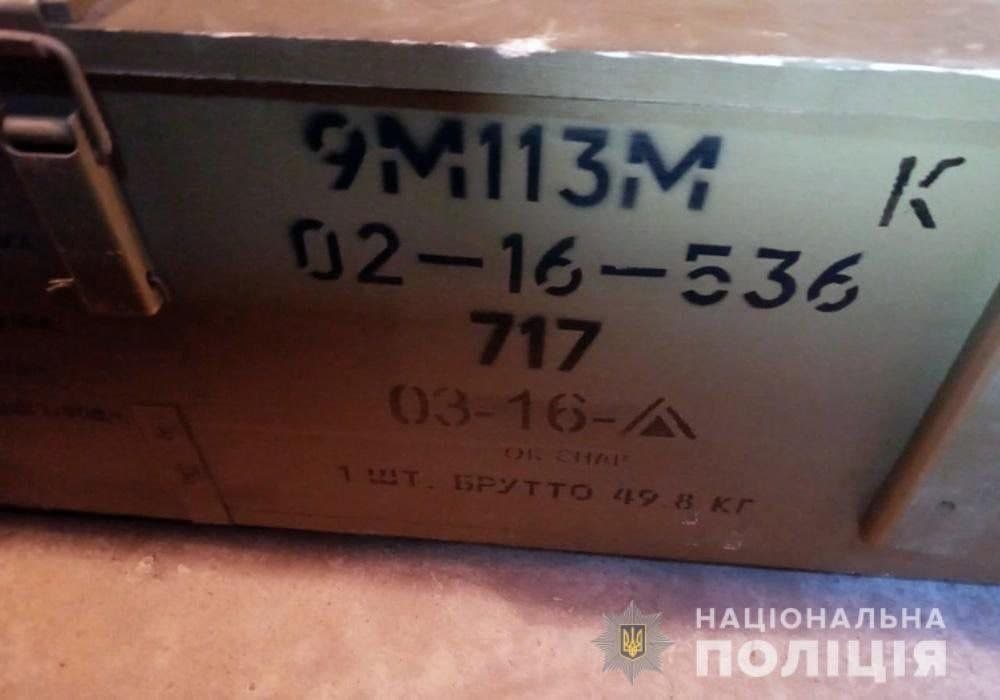 9М113М
К
02-16-536
717
03-16-
ОК СНАР
1 ШТ. БРУТТО 49.8 КГ
НАЦІОНАЛЬНА
ПОЛІЦІЯ